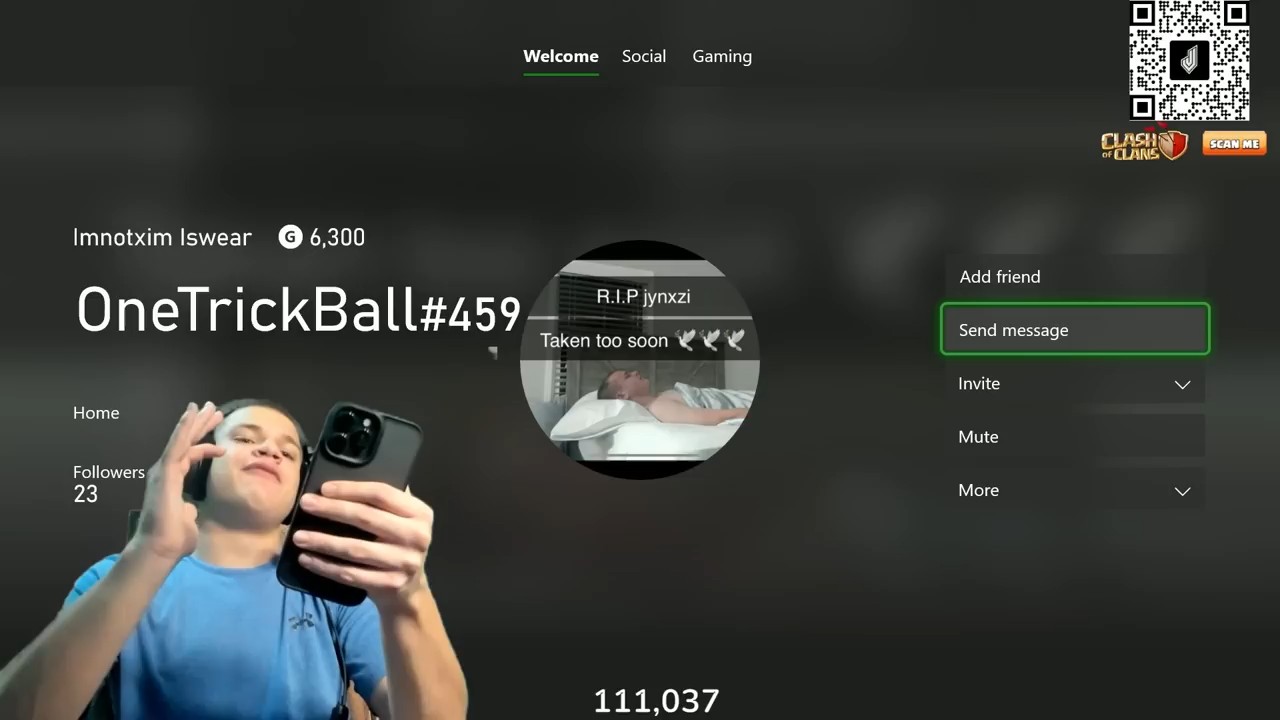 Welcome
Social
Gaming
CLASH
OF CLANS
SCAN ME
Imnotxim Iswear
G 6,300
OneTrickBall#459
R.I.P jynxzi
Taken too soon 🕊🕊🕊
Add friend
Send message
Invite
Mute
More
Home
Followers
23
111,037